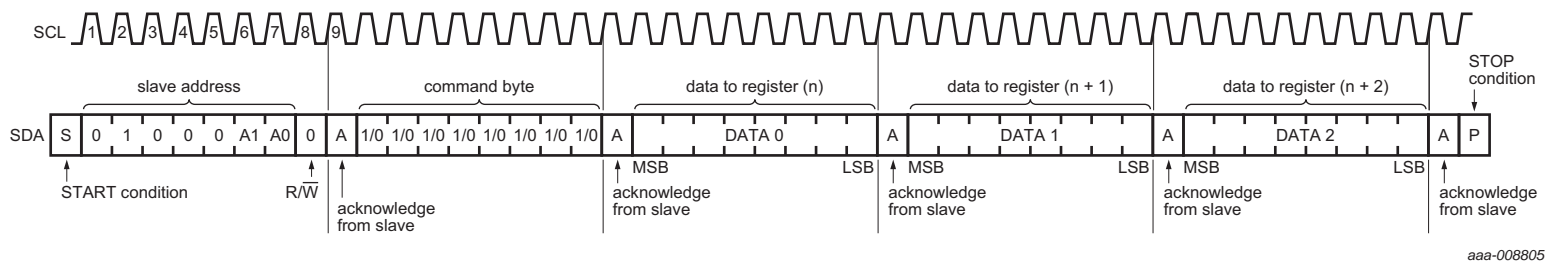 SCL 1 2 3 4 5 6 7 8 9
STOP
condition
slave address command byte data to register (n) data to register (n + 1) data to register (n + 2)
SDA S 0 1 0 0 0 A1 A0 0 A 1/0 1/0 1/0 1/0 1/0 1/0 1/0 1/0 A DATA 0 A DATA 1 A DATA 2 A P
MSB LSB MSB LSB MSB LSB
START condition R/W̅
acknowledge
from slave
acknowledge
from slave
acknowledge
from slave
acknowledge
from slave
acknowledge
from slave
aaa-008805